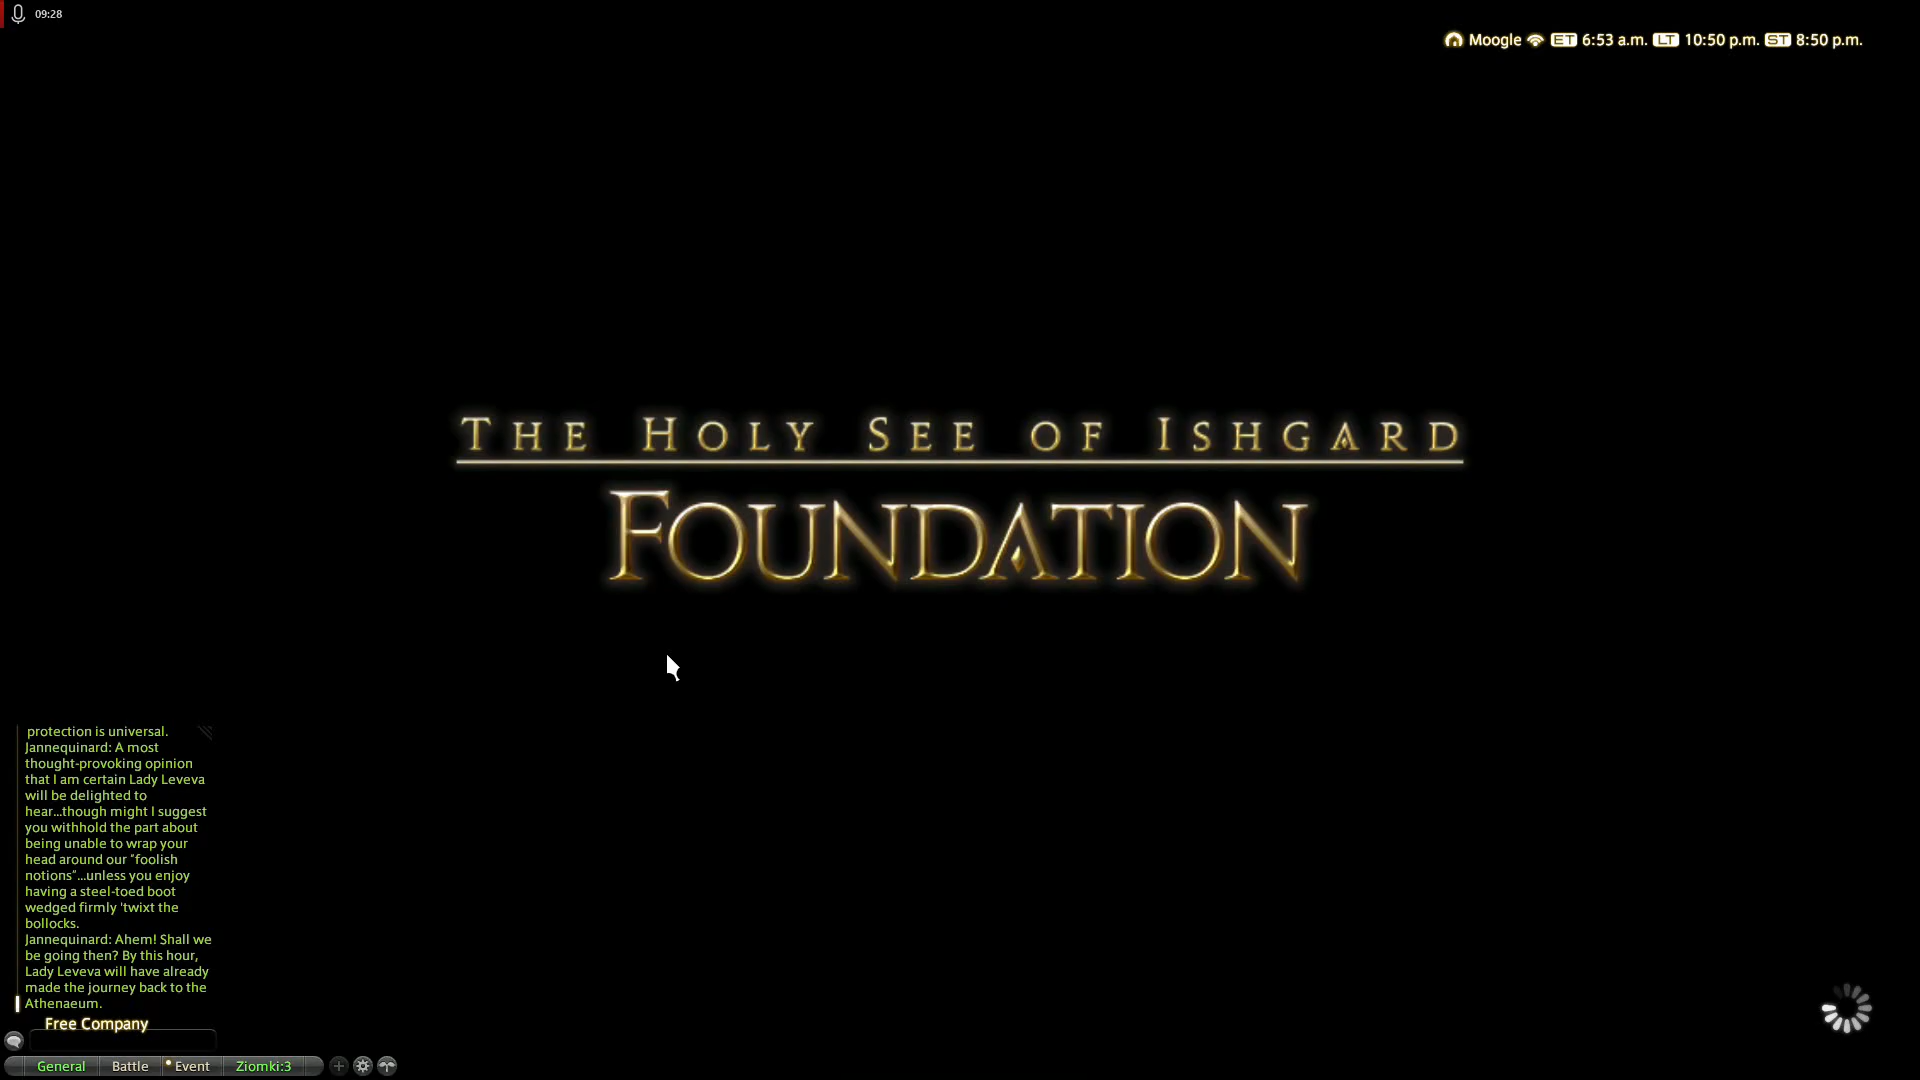 09:28
Moogle ET 6:53 a.m. LT 10:50 p.m. ST 8:50 p.m.
THE HOLY SEE OF ISHGARD
FOUNDATION
protection is universal.
Jannequinard: A most
thought-provoking opinion
that I am certain Lady Leveva
will be delighted to
hear...though might I suggest
you withhold the part about
being unable to wrap your
head around our "foolish
notions"...unless you enjoy
having a steel-toed boot
wedged firmly 'twixt the
bollocks.
Jannequinard: Ahem! Shall we
be going then? By this hour,
Lady Leveva will have already
made the journey back to the
Athenaeum.
Free Company
General Battle Event Ziomki:3